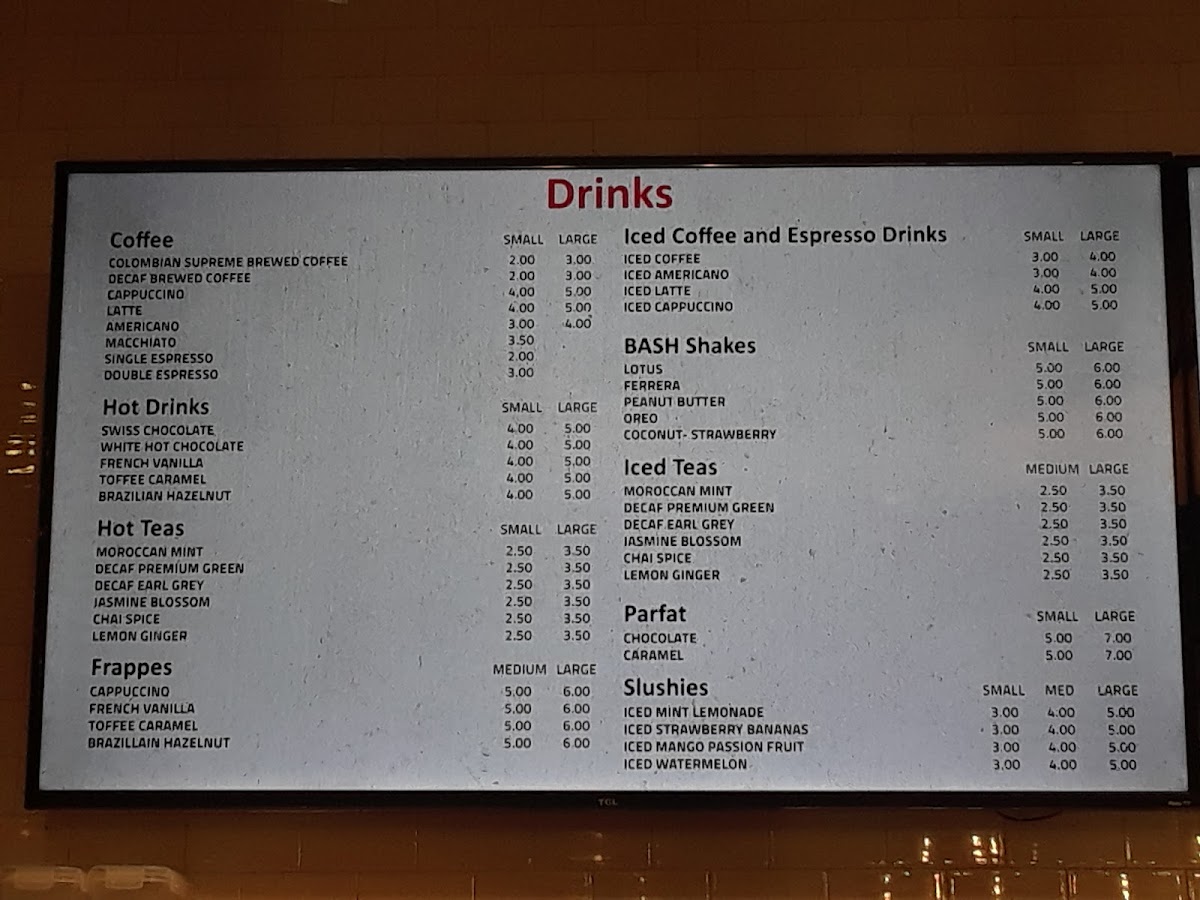 Drinks
Coffee SMALL LARGE
COLOMBIAN SUPREME BREWED COFFEE 2.00 3.00
DECAF BREWED COFFEE 2.00 3.00
CAPPUCCINO 4,00 5.00
LATTE 4.00 5.00
AMERICANO 3.00 4.00
MACCHIATO 3.50
SINGLE ESPRESSO 2.00
DOUBLE ESPRESSO 3.00
Hot Drinks SMALL LARGE
SWISS CHOCOLATE 4.00 5.00
WHITE HOT CHOCOLATE 4.00 5.00
FRENCH VANILLA 4.00 5.00
TOFFEE CARAMEL 4.00 5.00
BRAZILIAN HAZELNUT 4.00 5.00
Hot Teas SMALL LARGE
MOROCCAN MINT 2.50 3.50
DECAF PREMIUM GREEN 2.50 3.50
DECAF EARL GREY 2.50 3.50
JASMINE BLOSSOM 2.50 3.50
CHAI SPICE 2.50 3.50
LEMON GINGER 2.50 3.50
Frappes MEDIUM LARGE
CAPPUCCINO 5.00 6.00
FRENCH VANILLA 5.00 6.00
TOFFEE CARAMEL 5.00 6.00
BRAZILLAIN HAZELNUT 5.00 6.00
Iced Coffee and Espresso Drinks SMALL LARGE
ICED COFFEE 3.00 4.00
ICED AMERICANO 3.00 4.00
ICED LATTE 4.00 5.00
ICED CAPPUCCINO 4.00 5.00
BASH Shakes SMALL LARGE
LOTUS 5.00 6.00
FERRERA 5.00 6.00
PEANUT BUTTER 5.00 6.00
OREO 5.00 6.00
COCONUT- STRAWBERRY 5.00 6.00
Iced Teas MEDIUM LARGE
MOROCCAN MINT 2.50 3.50
DECAF PREMIUM GREEN 2.50 3.50
DECAF EARL GREY 2.50 3.50
JASMINE BLOSSOM 2.50 3.50
CHAI SPICE 2.50 3.50
LEMON GINGER 2.50 3.50
Parfat SMALL LARGE
CHOCOLATE 5.00 7.00
CARAMEL 5.00 7.00
Slushies SMALL MED LARGE
ICED MINT LEMONADE 3.00 4.00 5.00
ICED STRAWBERRY BANANAS 3.00 4.00 5.00
ICED MANGO PASSION FRUIT 3.00 4.00 5.00
ICED WATERMELON 3.00 4.00 5.00
TCL